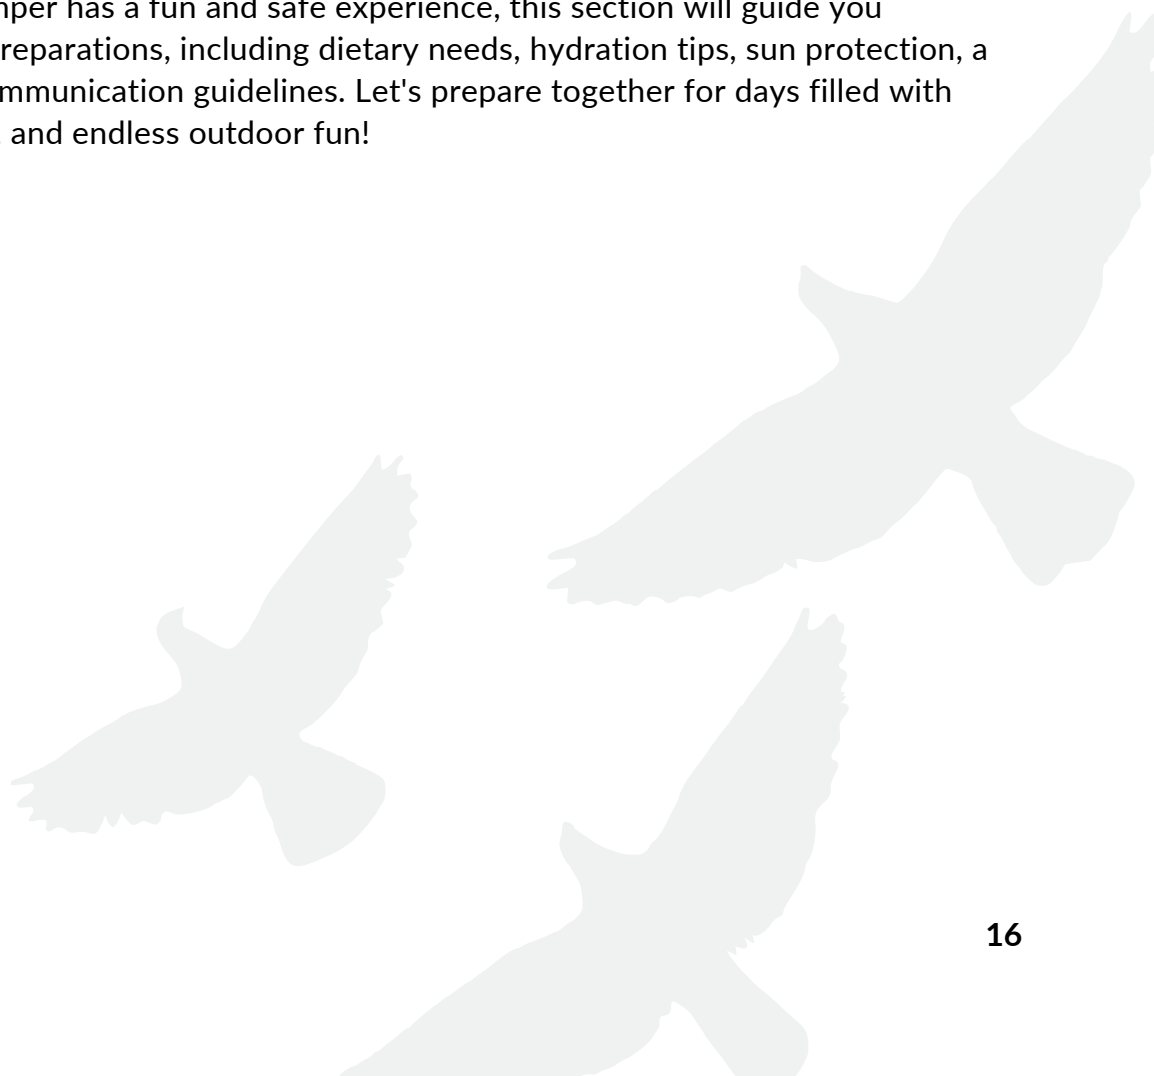 has a fun and safe experience, this section will guide you
reparations, including dietary needs, hydration tips, sun protection, a
mmunication guidelines. Let's prepare together for days filled with
and endless outdoor fun!
16